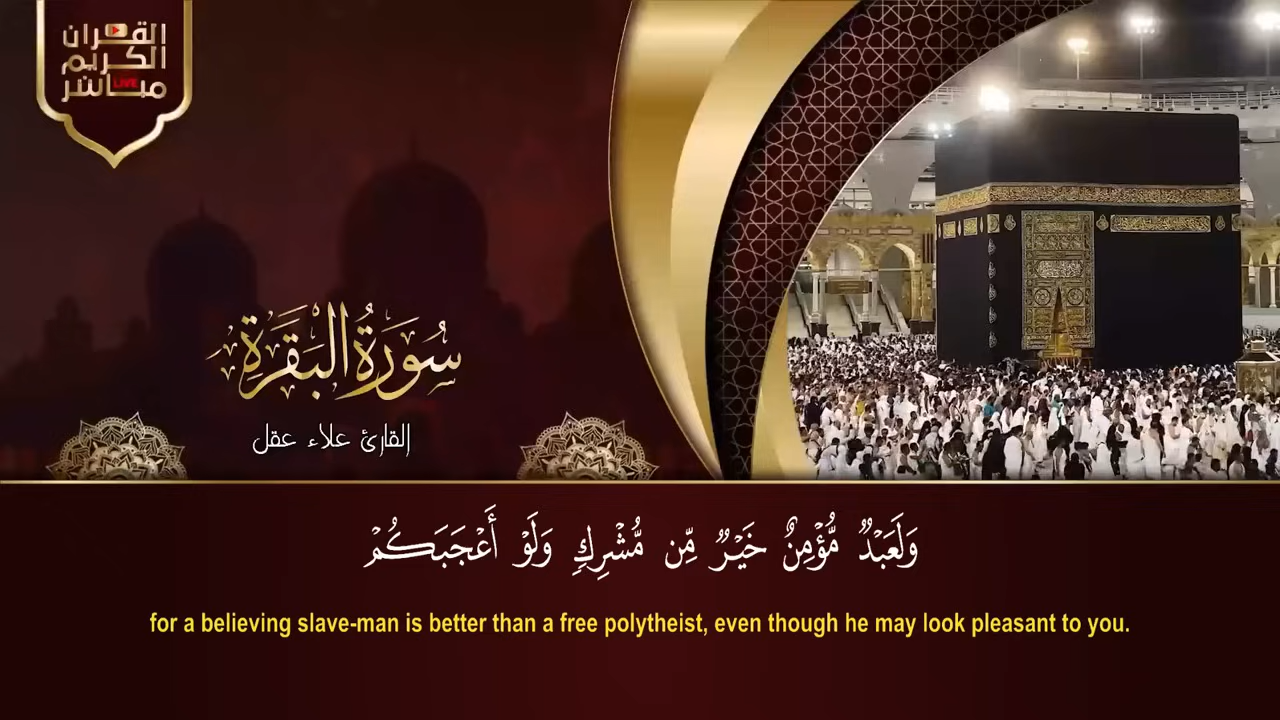 القرآن
الكريم
مباشر
LIVE
سُورَةُ البَقَرَةِ
القارئ علاء عقل
وَلَعَبۡدٞ مُّؤۡمِنٌ خَيۡرٞ مِّن مُّشۡرِكٖ وَلَوۡ أَعۡجَبَكُمۡ
for a believing slave-man is better than a free polytheist, even though he may look pleasant to you.